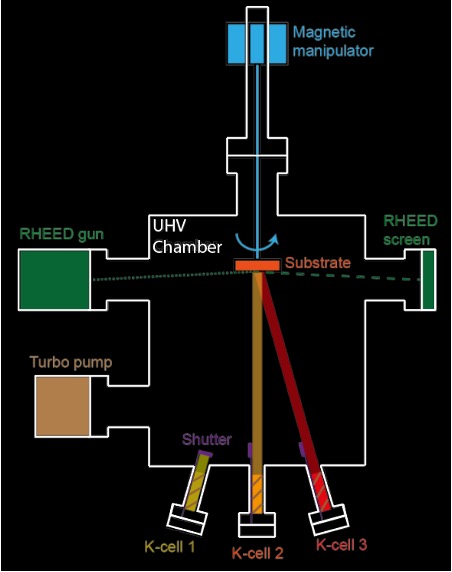 Magnetic
manipulator
UHV
Chamber
RHEED gun
RHEED
screen
Substrate
Turbo pump
Shutter
K-cell 1
K-cell 2
K-cell 3